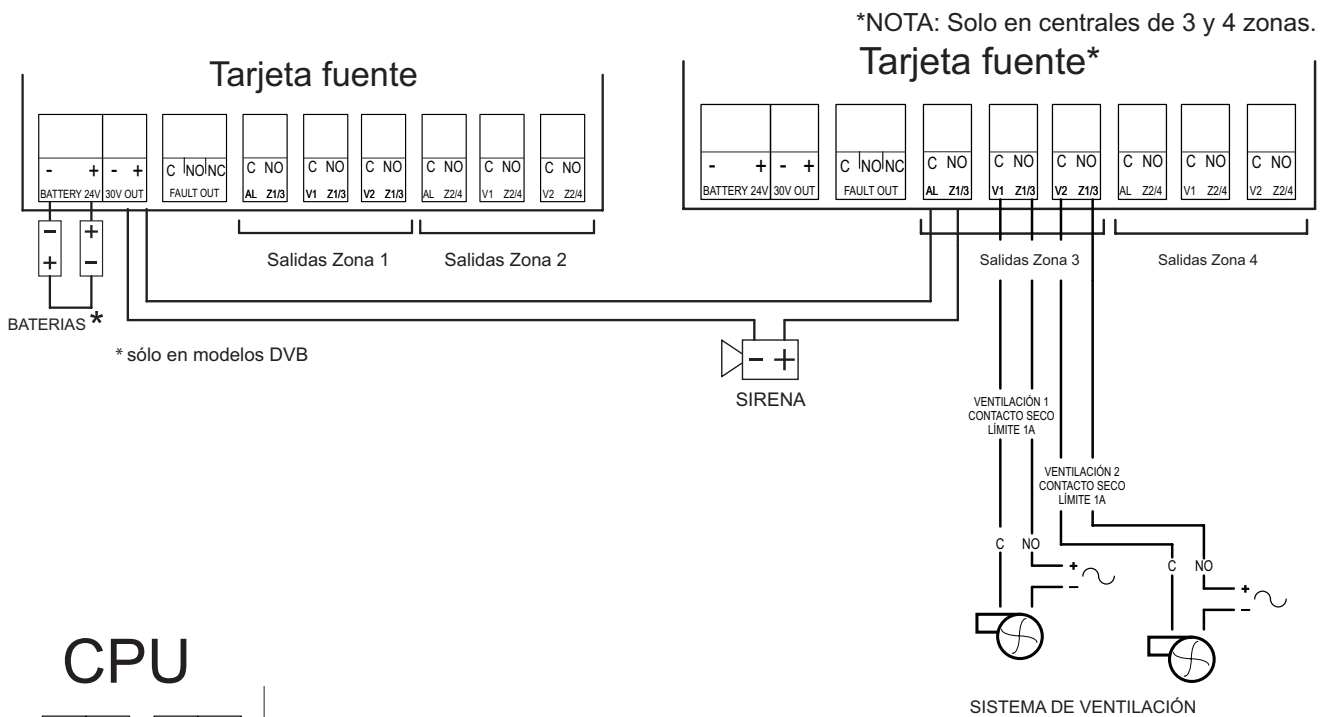 *NOTA: Solo en centrales de 3 y 4 zonas.
Tarjeta fuente
Tarjeta fuente*
- + - + C NO NC C NO C NO C NO C NO C NO C NO
BATTERY 24V 30V OUT FAULT OUT AL Z1/3 V1 Z1/3 V2 Z1/3 AL Z2/4 V1 Z2/4 V2 Z2/4
- + - + C NO NC C NO C NO C NO C NO C NO C NO
BATTERY 24V 30V OUT FAULT OUT AL Z1/3 V1 Z1/3 V2 Z1/3 AL Z2/4 V1 Z2/4 V2 Z2/4
- +
+ -
Salidas Zona 1
Salidas Zona 2
Salidas Zona 3
Salidas Zona 4
BATERIAS *
* sólo en modelos DVB
- +
SIRENA
VENTILACIÓN 1
CONTACTO SECO
LÍMITE 1A
VENTILACIÓN 2
CONTACTO SECO
LÍMITE 1A
C NO
+
-
C NO
+
-
SISTEMA DE VENTILACIÓN
CPU